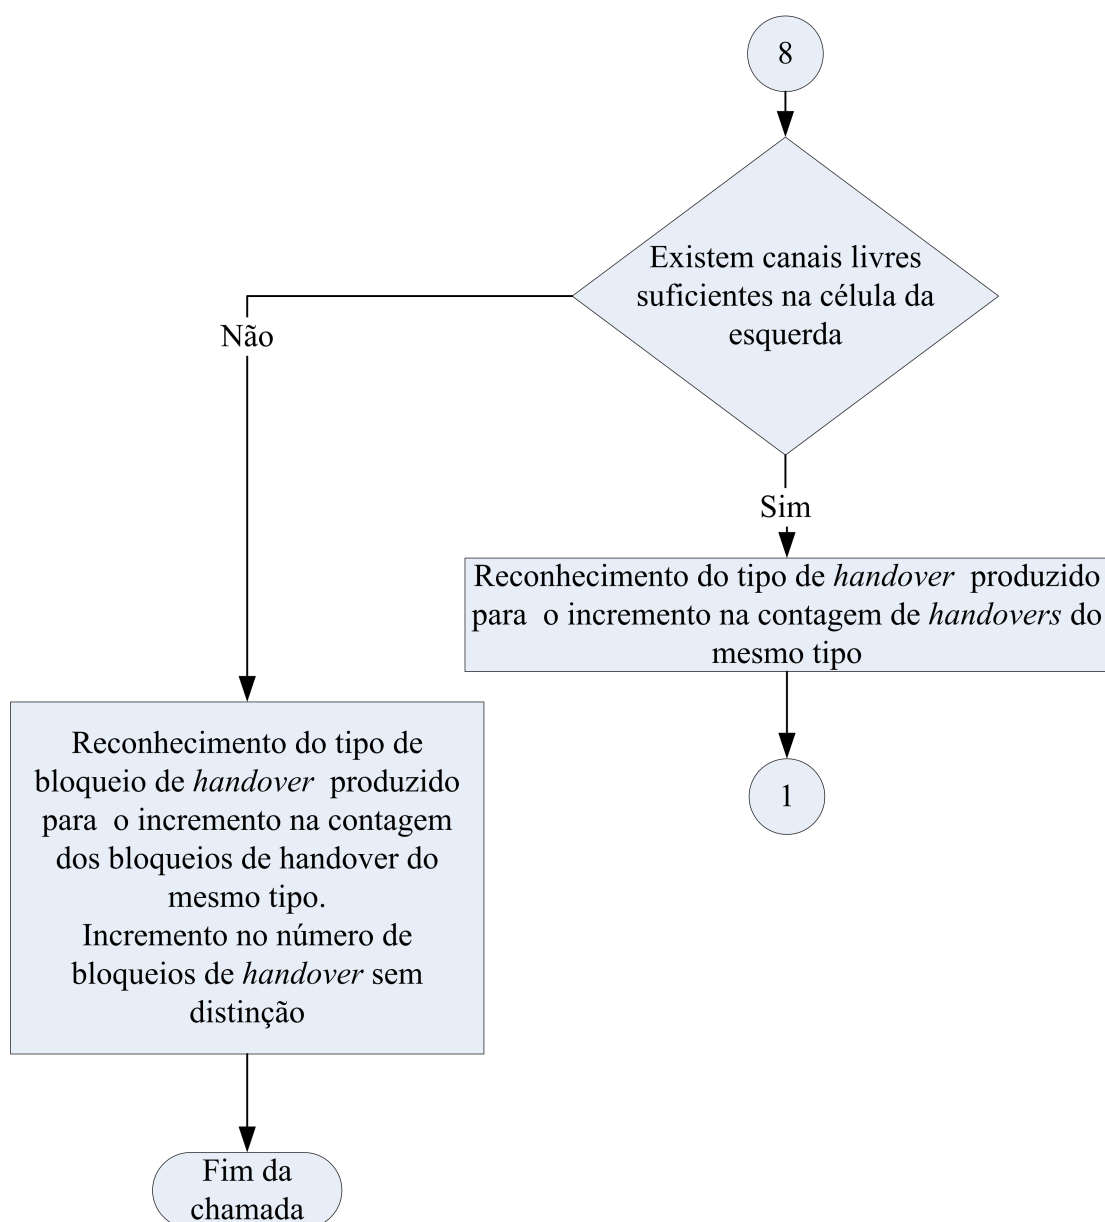 8
Existem canais livres
suficientes na célula da
esquerda
Não
Sim
Reconhecimento do tipo de handover produzido
para o incremento na contagem de handovers do
mesmo tipo
1
Reconhecimento do tipo de
bloqueio de handover produzido
para o incremento na contagem
dos bloqueios de handover do
mesmo tipo.
Incremento no número de
bloqueios de handover sem
distinção
Fim da
chamada